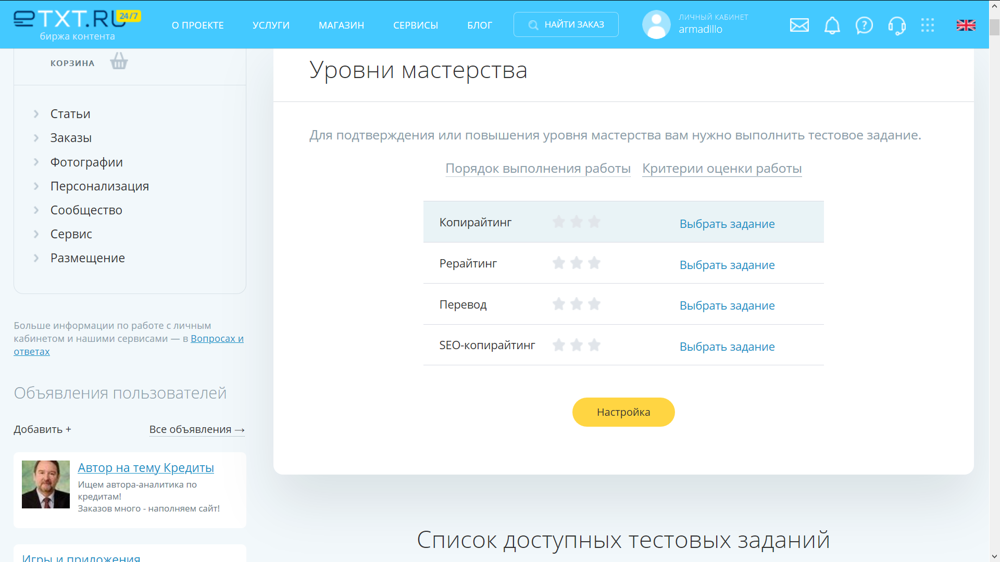 eTXT.RU 24/7
биржа контента
О ПРОЕКТЕ
УСЛУГИ
МАГАЗИН
СЕРВИСЫ
БЛОГ
НАЙТИ ЗАКАЗ
ЛИЧНЫЙ КАБИНЕТ
armadillo
КОРЗИНА
Статьи
Заказы
Фотографии
Персонализация
Сообщество
Сервис
Размещение
Больше информации по работе с личным
кабинетом и нашими сервисами — в Вопросах и
ответах
Объявления пользователей
Добавить +
Все объявления →
Автор на тему Кредиты
Ищем автора-аналитика по
кредитам!
Заказов много - наполняем сайт!
Игры и приложения
Уровни мастерства
Для подтверждения или повышения уровня мастерства вам нужно выполнить тестовое задание.
Порядок выполнения работы Критерии оценки работы
Копирайтинг Выбрать задание
Рерайтинг Выбрать задание
Перевод Выбрать задание
SEO-копирайтинг Выбрать задание
Настройка
Список доступных тестовых заданий